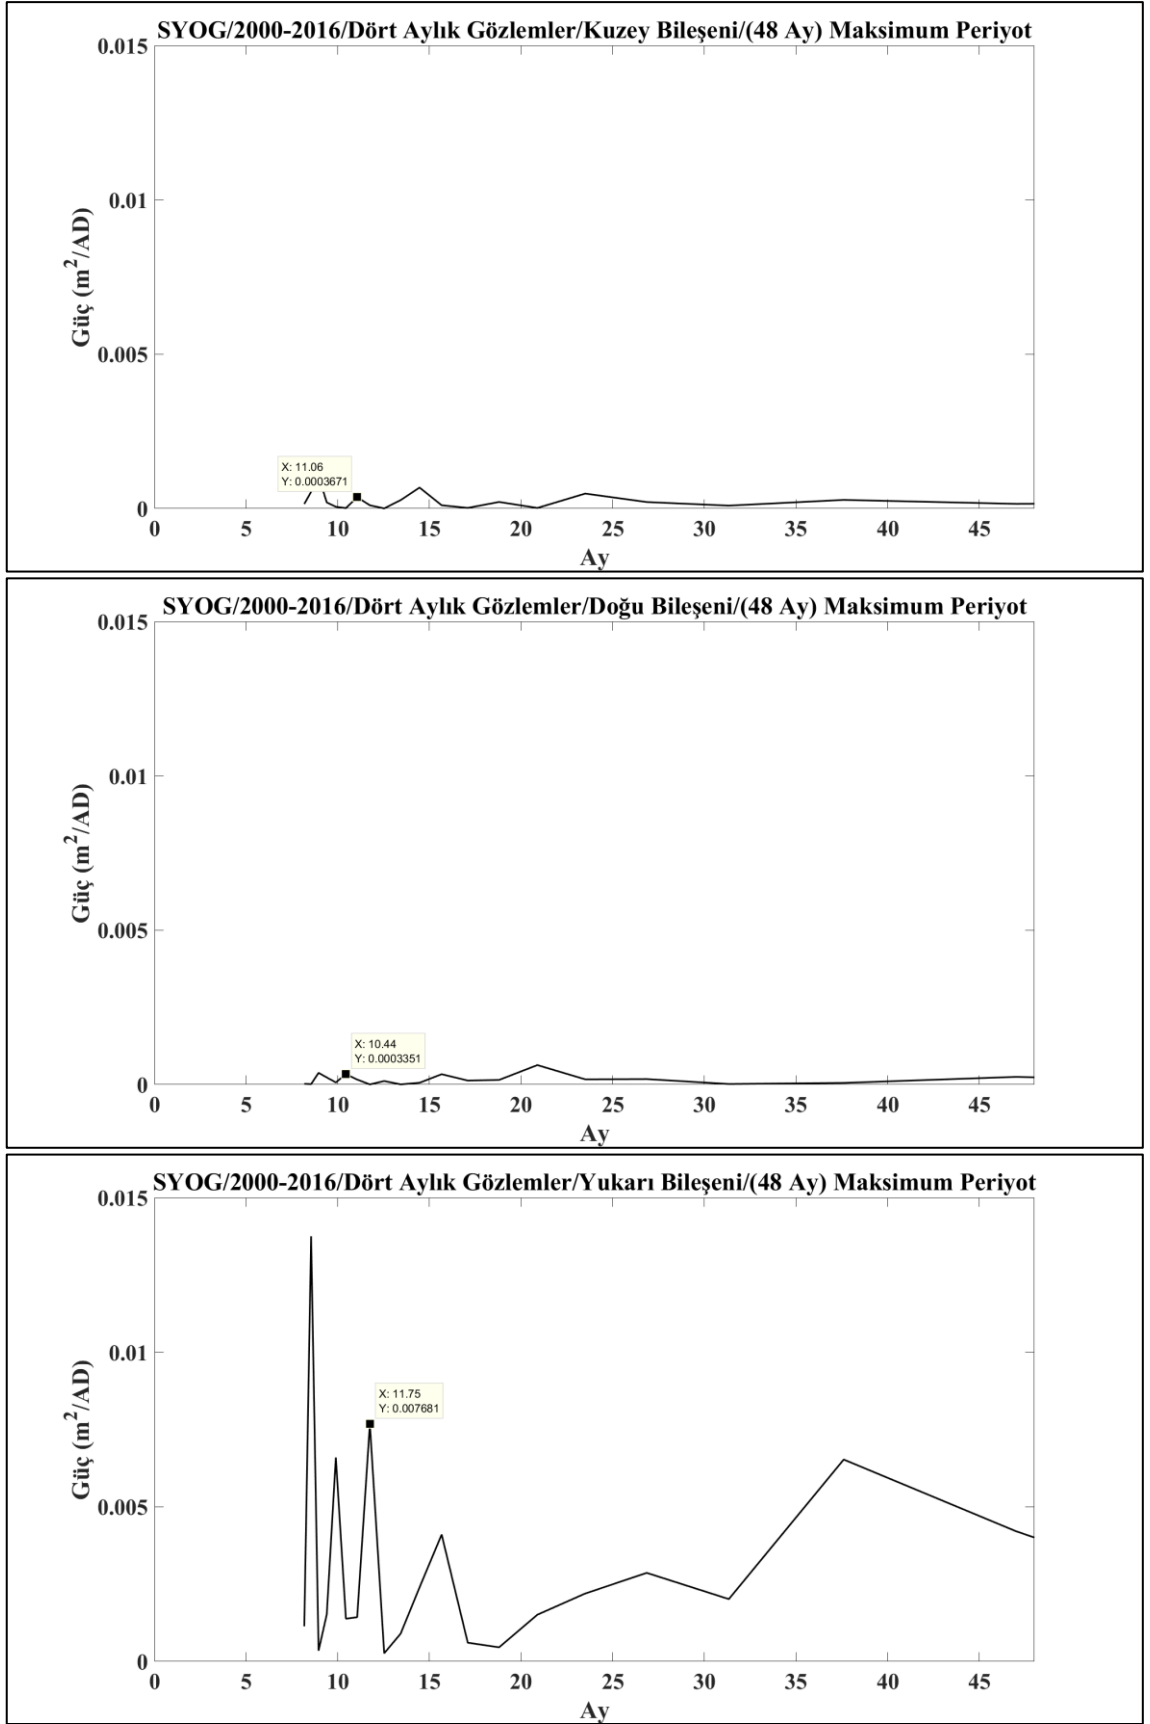 SYOG/2000-2016/Dört Aylık Gözlemler/Kuzey Bileşeni/(48 Ay) Maksimum Periyot
0.015
0.01
0.005
0
Güç (m²/AD)
X: 11.06
Y: 0.0003671
0 5 10 15 20 25 30 35 40 45
Ay
SYOG/2000-2016/Dört Aylık Gözlemler/Doğu Bileşeni/(48 Ay) Maksimum Periyot
0.015
0.01
0.005
0
Güç (m²/AD)
X: 10.44
Y: 0.0003351
0 5 10 15 20 25 30 35 40 45
Ay
SYOG/2000-2016/Dört Aylık Gözlemler/Yukarı Bileşeni/(48 Ay) Maksimum Periyot
0.015
0.01
0.005
0
Güç (m²/AD)
X: 11.75
Y: 0.007681
0 5 10 15 20 25 30 35 40 45
Ay